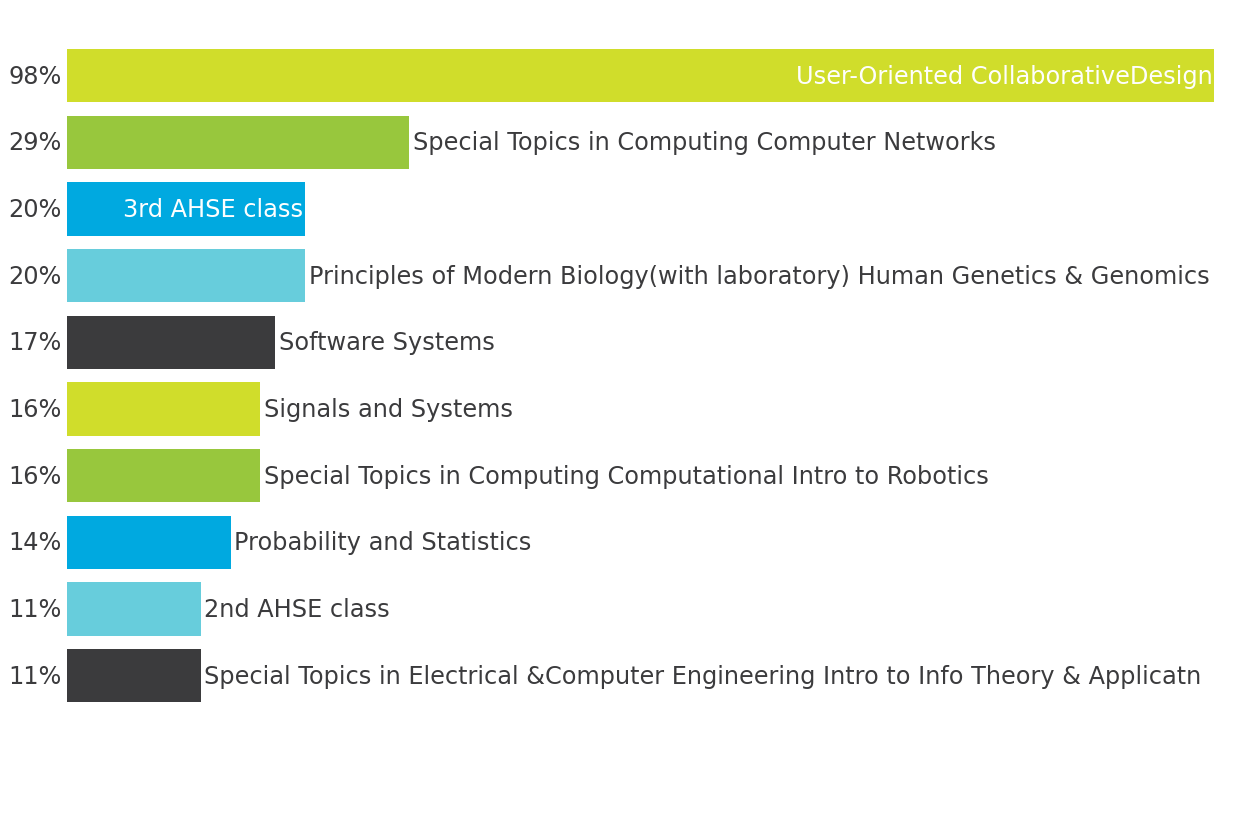 98% User-Oriented CollaborativeDesign
29% Special Topics in Computing Computer Networks
20% 3rd AHSE class
20% Principles of Modern Biology(with laboratory) Human Genetics & Genomics
17% Software Systems
16% Signals and Systems
16% Special Topics in Computing Computational Intro to Robotics
14% Probability and Statistics
11% 2nd AHSE class
11% Special Topics in Electrical &Computer Engineering Intro to Info Theory & Applicatn